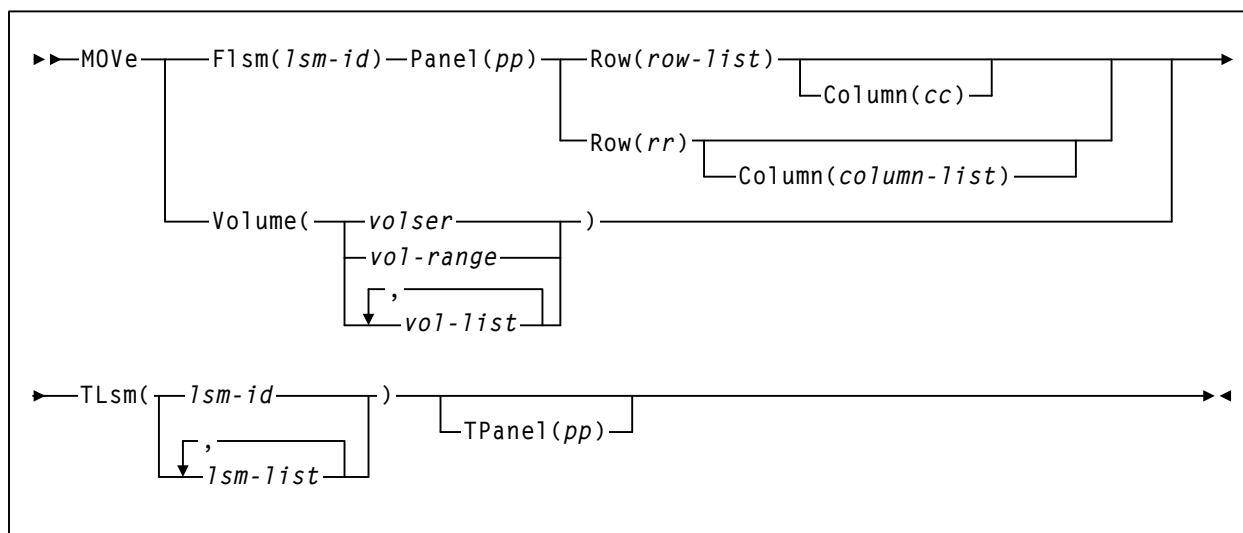 MOVe Flsm(lsm-id) Panel(pp) Row(row-list)
Column(cc)
Row(rr)
Column(column-list)
Volume( volser )
vol-range
,
vol-list
TLsm( lsm-id )
TPanel(pp)
,
lsm-list